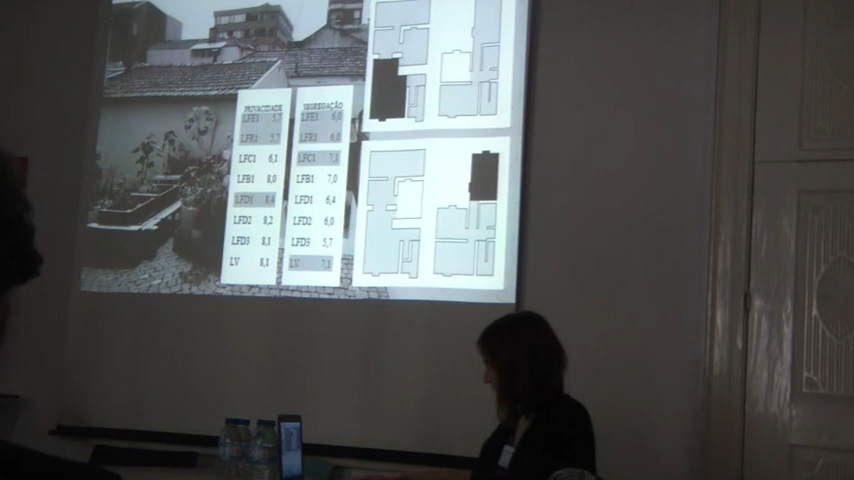 PRIVACIDADE
LFE1 5,7
LFR1 5,7
LFC1 6,1
LFB1 8,0
LFD1 8,4
LFD2 8,2
LFD3 8,1
LV 8,1
SEGREGAÇÃO
LFE1 6,0
LFR1 6,0
LFC1 7,1
LFB1 7,0
LFD1 6,4
LFD2 6,0
LFD3 5,7
LV 7,1